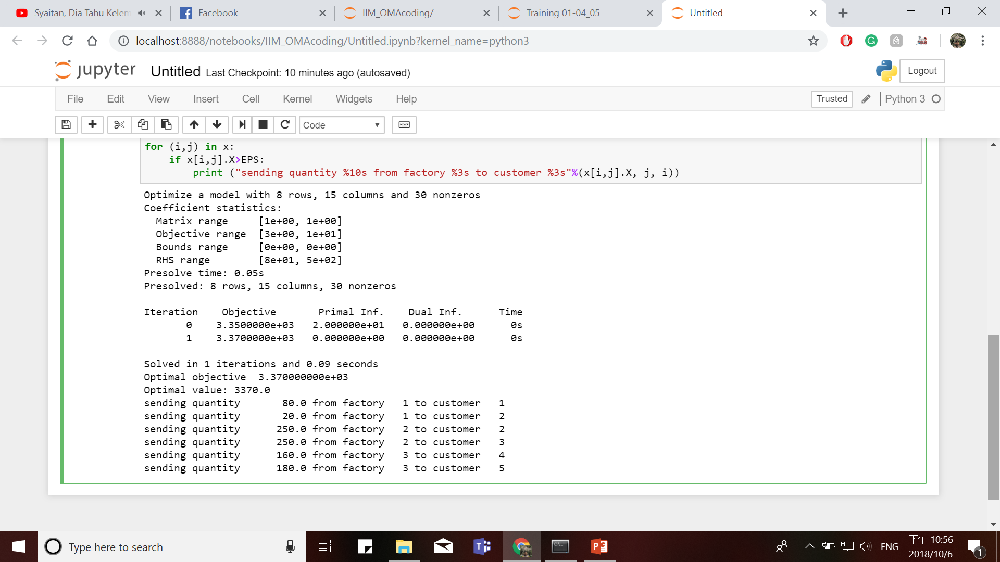 Syaitan, Dia Tahu Kelem
Facebook
IIM_OMAcoding/
Training 01-04_05
Untitled
localhost:8888/notebooks/IIM_OMAcoding/Untitled.ipynb?kernel_name=python3
jupyter Untitled Last Checkpoint: 10 minutes ago (autosaved)
Logout
File Edit View Insert Cell Kernel Widgets Help
Trusted
Python 3
Code
for (i,j) in x:
    if x[i,j].X>EPS:
        print ("sending quantity %10s from factory %3s to customer %3s"%(x[i,j].X, j, i))
Optimize a model with 8 rows, 15 columns and 30 nonzeros
Coefficient statistics:
  Matrix range     [1e+00, 1e+00]
  Objective range  [3e+00, 1e+01]
  Bounds range     [0e+00, 0e+00]
  RHS range        [8e+01, 5e+02]
Presolve time: 0.05s
Presolved: 8 rows, 15 columns, 30 nonzeros
Iteration    Objective       Primal Inf.    Dual Inf.      Time
       0    3.3500000e+03   2.000000e+01   0.000000e+00      0s
       1    3.3700000e+03   0.000000e+00   0.000000e+00      0s
Solved in 1 iterations and 0.09 seconds
Optimal objective  3.370000000e+03
Optimal value: 3370.0
sending quantity       80.0 from factory   1 to customer   1
sending quantity       20.0 from factory   1 to customer   2
sending quantity      250.0 from factory   2 to customer   2
sending quantity      250.0 from factory   2 to customer   3
sending quantity      160.0 from factory   3 to customer   4
sending quantity      180.0 from factory   3 to customer   5
Type here to search
ENG
下午 10:56
2018/10/6
1